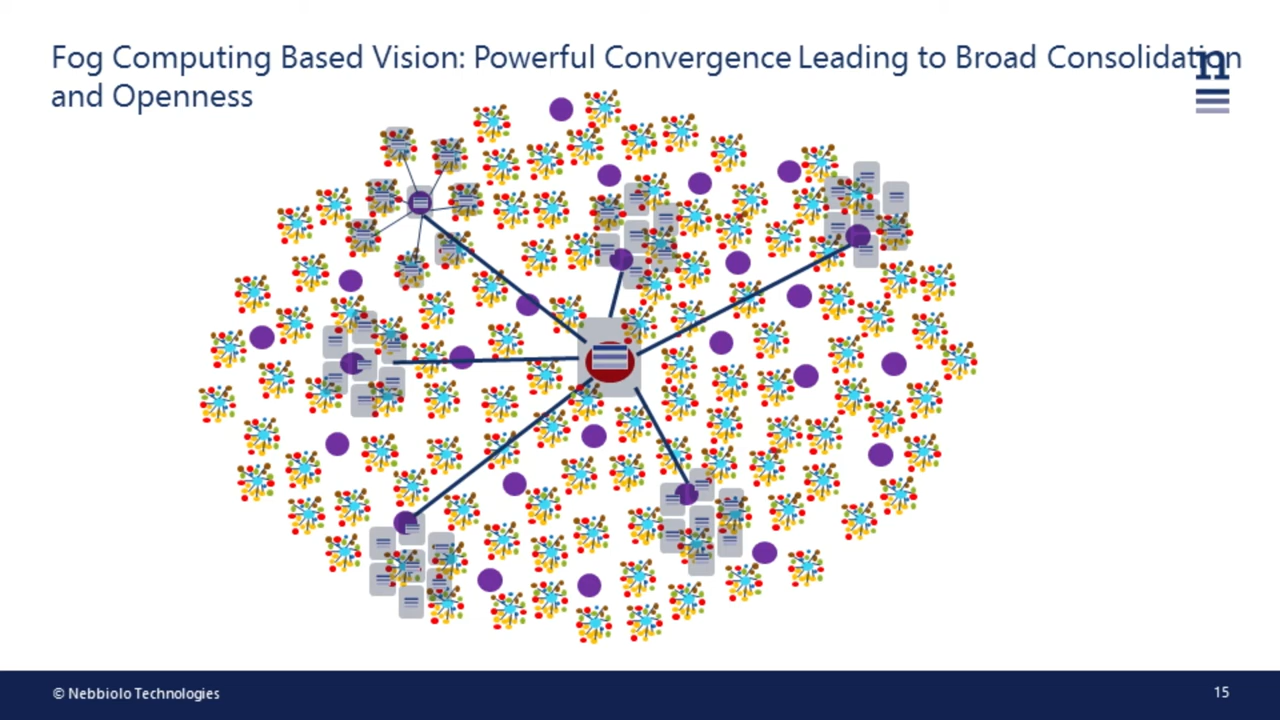 Fog Computing Based Vision: Powerful Convergence Leading to Broad Consolidation
and Openness
n
© Nebbiolo Technologies
15